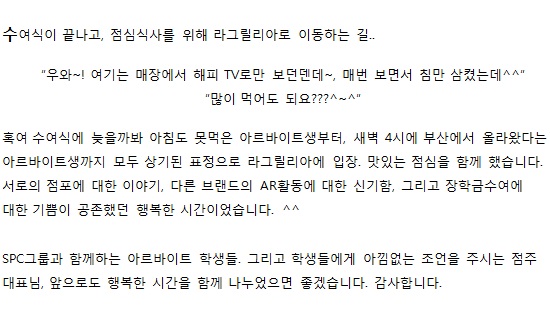 수여식이 끝나고, 점심식사를 위해 라그릴리아로 이동하는 길..
“우와~! 여기는 매장에서 해피 TV로만 보던덴데~, 매번 보면서 침만 삼켰는데^^”
“많이 먹어도 되요???^~^”
혹여 수여식에 늦을까봐 아침도 못먹은 아르바이트생부터, 새벽 4시에 부산에서 올라왔다는
아르바이트생까지 모두 상기된 표정으로 라그릴리아에 입장. 맛있는 점심을 함께 했습니다.
서로의 점포에 대한 이야기, 다른 브랜드의 AR활동에 대한 신기함, 그리고 장학금수여에
대한 기쁨이 공존했던 행복한 시간이었습니다. ^^
SPC그룹과 함께하는 아르바이트 학생들. 그리고 학생들에게 아낌없는 조언을 주시는 점주
대표님, 앞으로도 행복한 시간을 함께 나누었으면 좋겠습니다. 감사합니다.